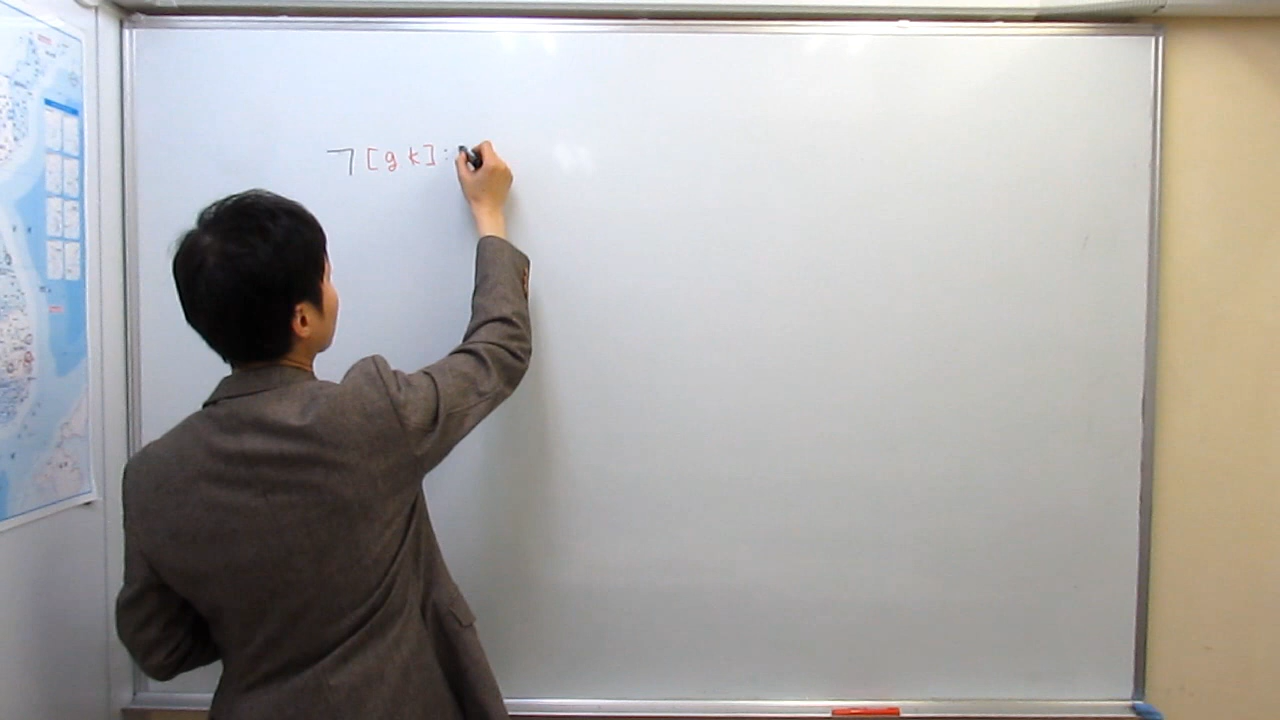 ㄱ [g k] :